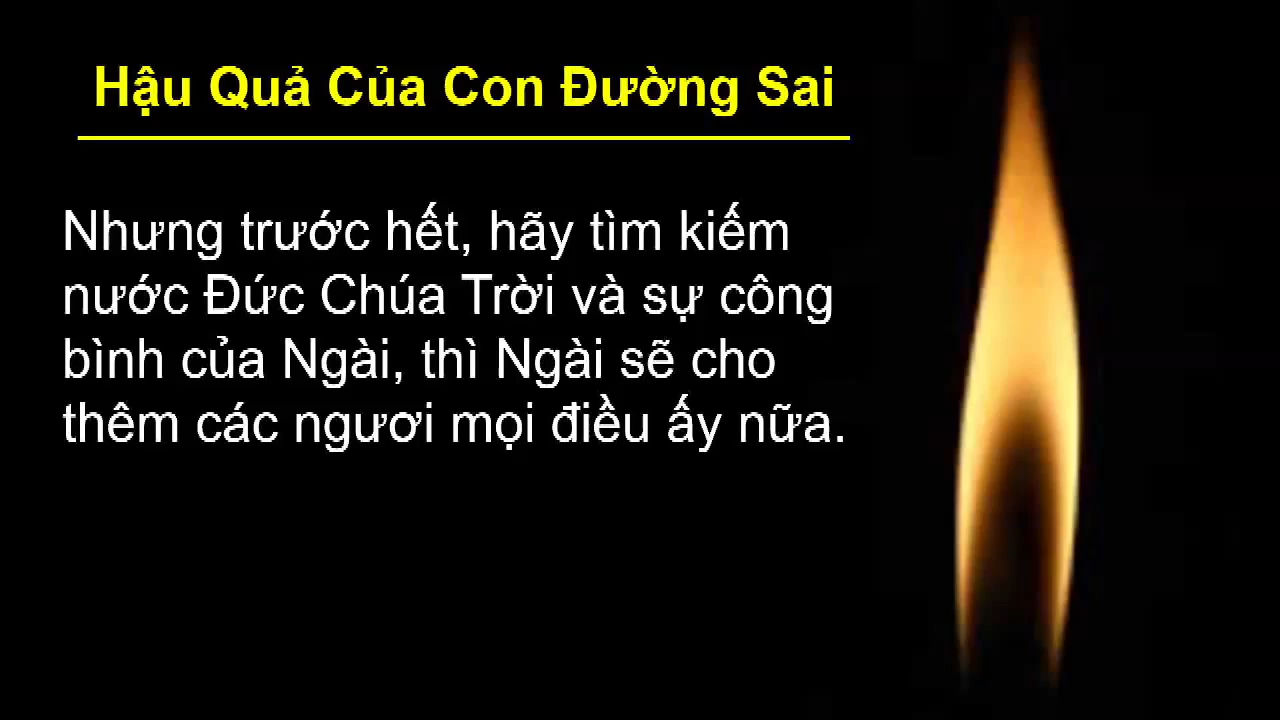 Hậu Quả Của Con Đường Sai
Nhưng trước hết, hãy tìm kiếm
nước Đức Chúa Trời và sự công
bình của Ngài, thì Ngài sẽ cho
thêm các ngươi mọi điều ấy nữa.